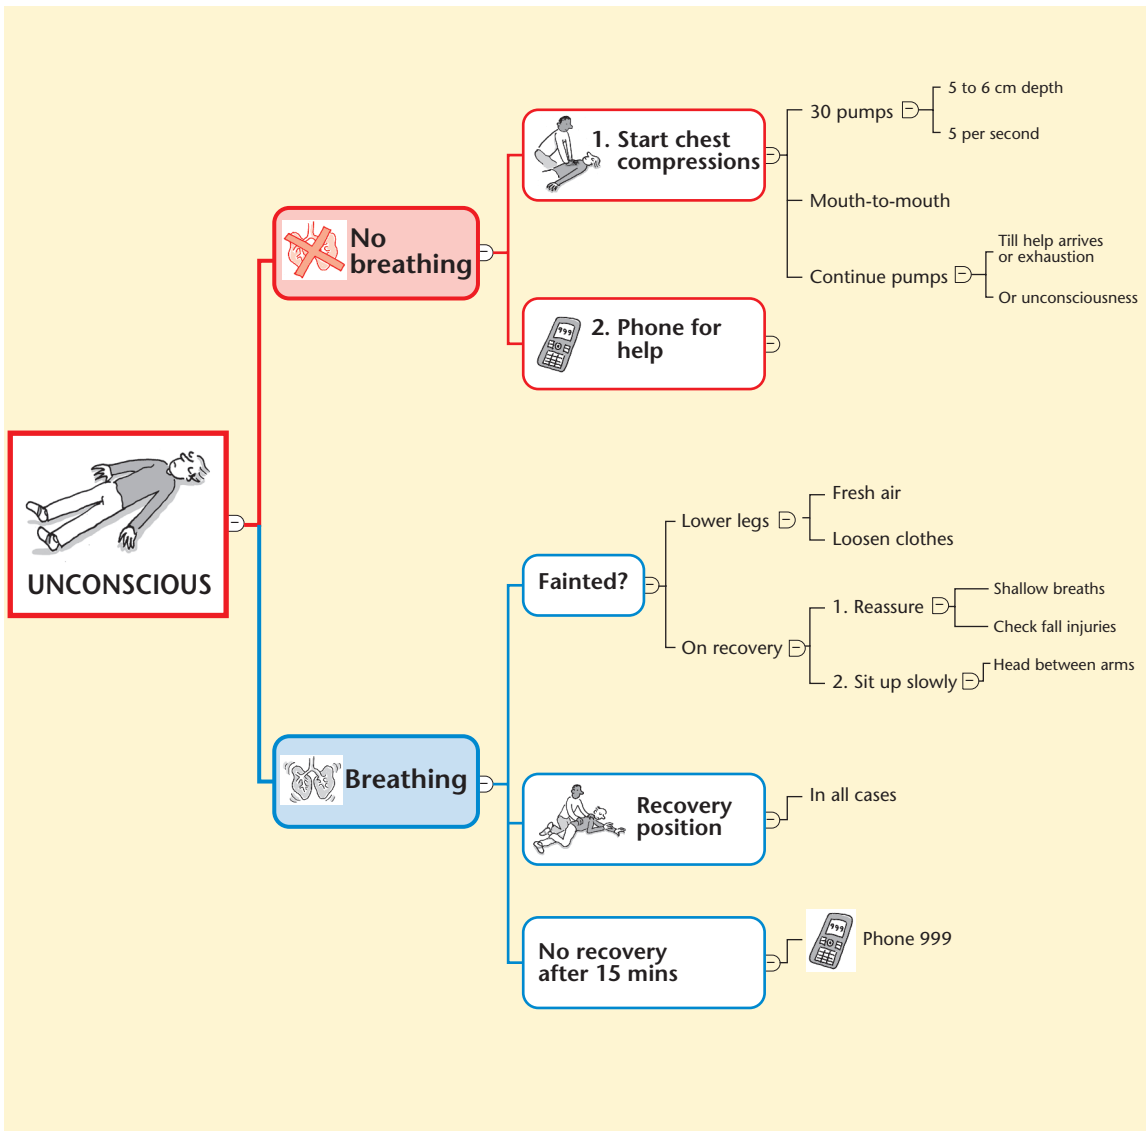 UNCONSCIOUS
No
breathing
1. Start chest
compressions
30 pumps
5 to 6 cm depth
5 per second
Mouth-to-mouth
Continue pumps
Till help arrives
or exhaustion
Or unconsciousness
999
2. Phone for
help
Breathing
Fainted?
Lower legs
Fresh air
Loosen clothes
On recovery
1. Reassure
Shallow breaths
Check fall injuries
2. Sit up slowly
Head between arms
Recovery
position
In all cases
No recovery
after 15 mins
999
Phone 999